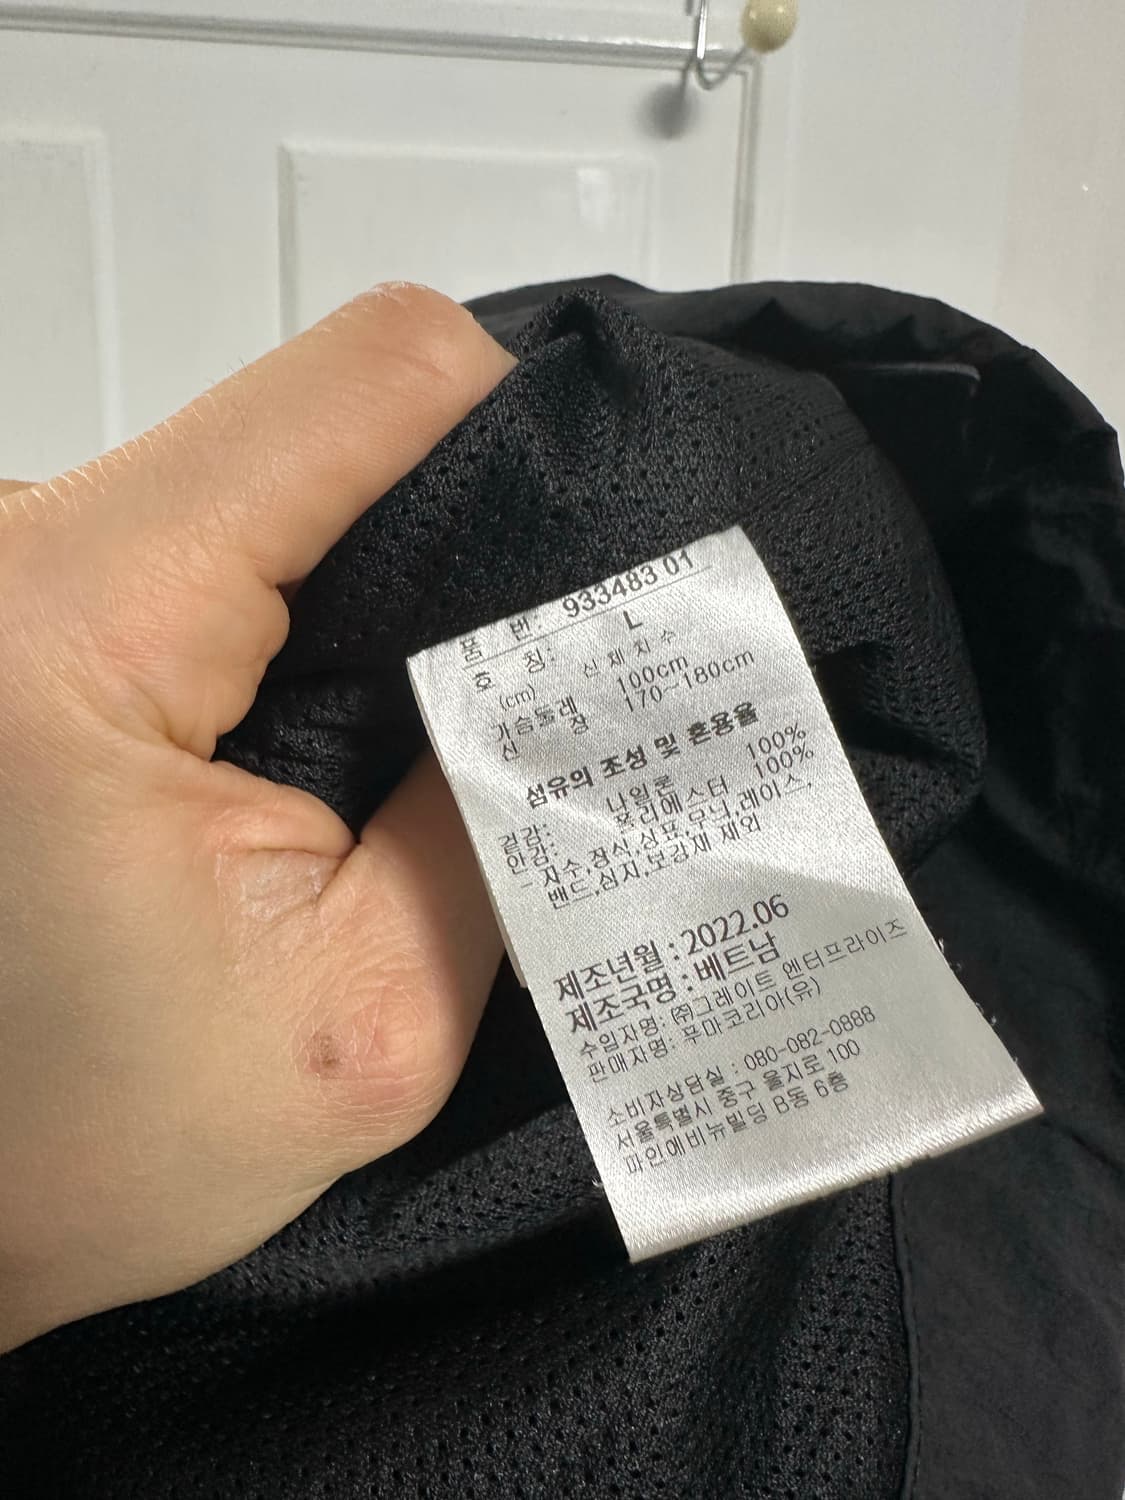 품 번: 933483 01
호 칭: L
(cm) 신체치수
가슴둘레 100cm
신 장 170~180cm
섬유의 조성 및 혼용율
겉감: 나일론 100%
안감: 폴리에스터 100%
- 자수,장식,심포,무늬,레이스,
밴드,심지,보강재 제외
제조년월 : 2022.06
제조국명 : 베트남
수입자명: ㈜그레이트 엔터프라이즈
판매자명: 푸마코리아(유)
소비자상담실 : 080-082-0888
서울특별시 중구 을지로 100
파인에비뉴빌딩 B동 6층